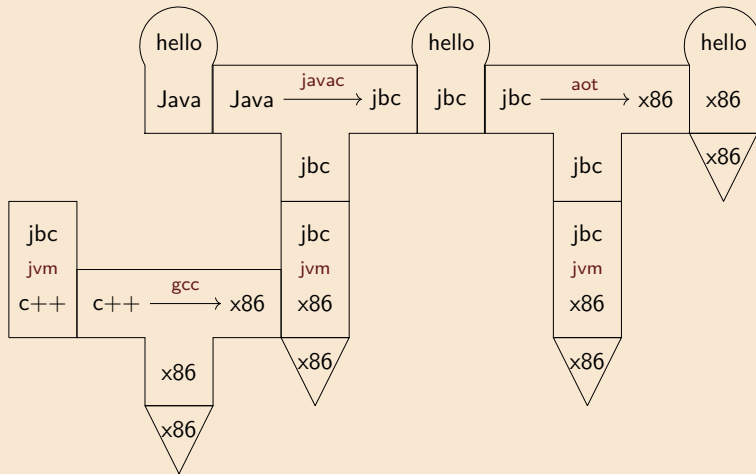 hello hello hello
javac aot
Java Java jbc jbc jbc x86 x86
jbc jbc x86
jbc jbc jbc
jvm jvm jvm
gcc
c++ c++ x86 x86 x86
x86 x86 x86
x86